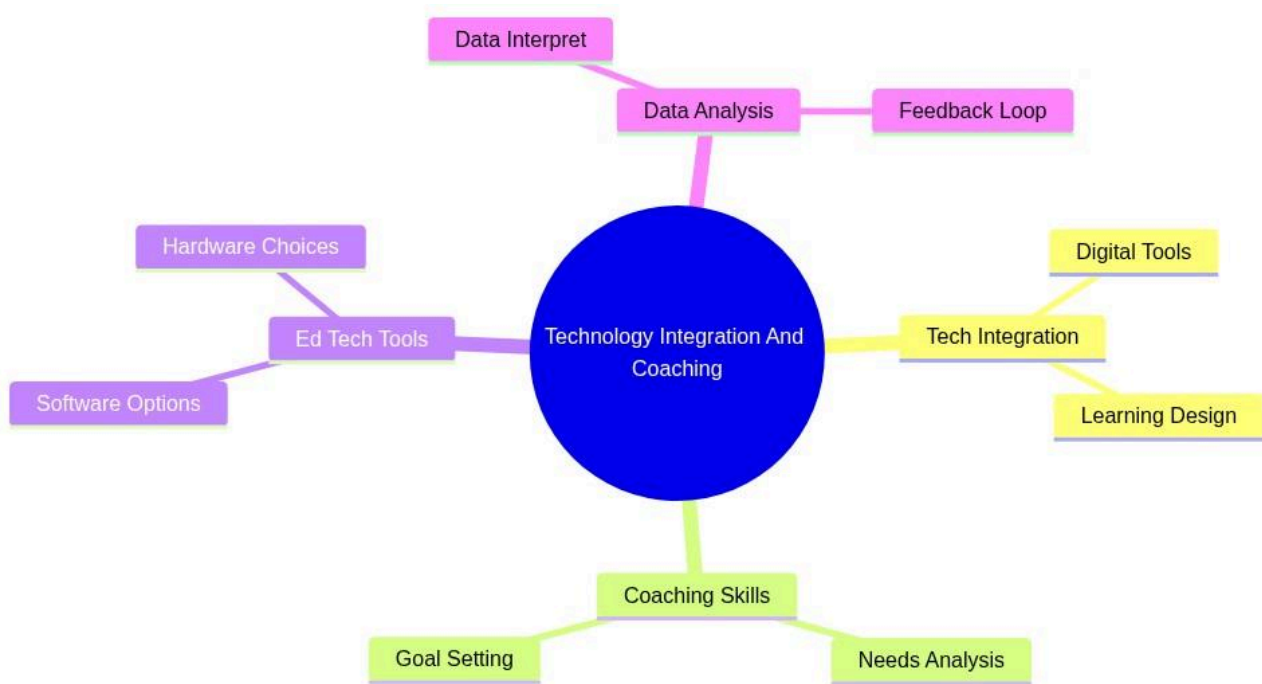 Data Interpret
Data Analysis
Feedback Loop
Hardware Choices
Digital Tools
Ed Tech Tools
Technology Integration And
Coaching
Tech Integration
Software Options
Learning Design
Coaching Skills
Goal Setting
Needs Analysis